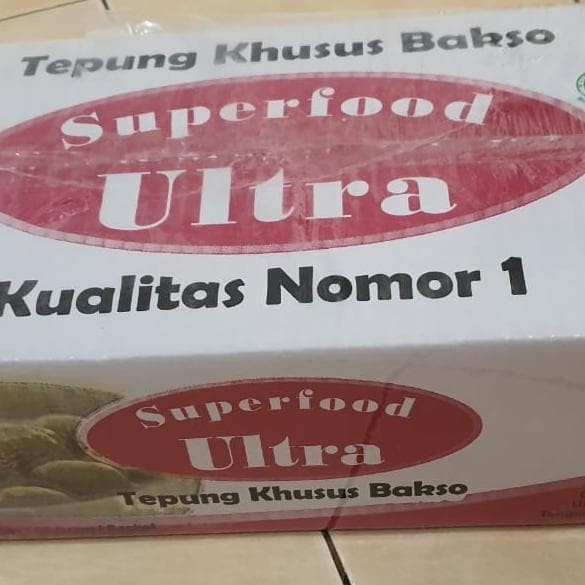 Tepung Khusus Bakso
Superfood
Ultra
Kualitas Nomor 1
Superfood
Ultra
Tepung Khusus Bakso